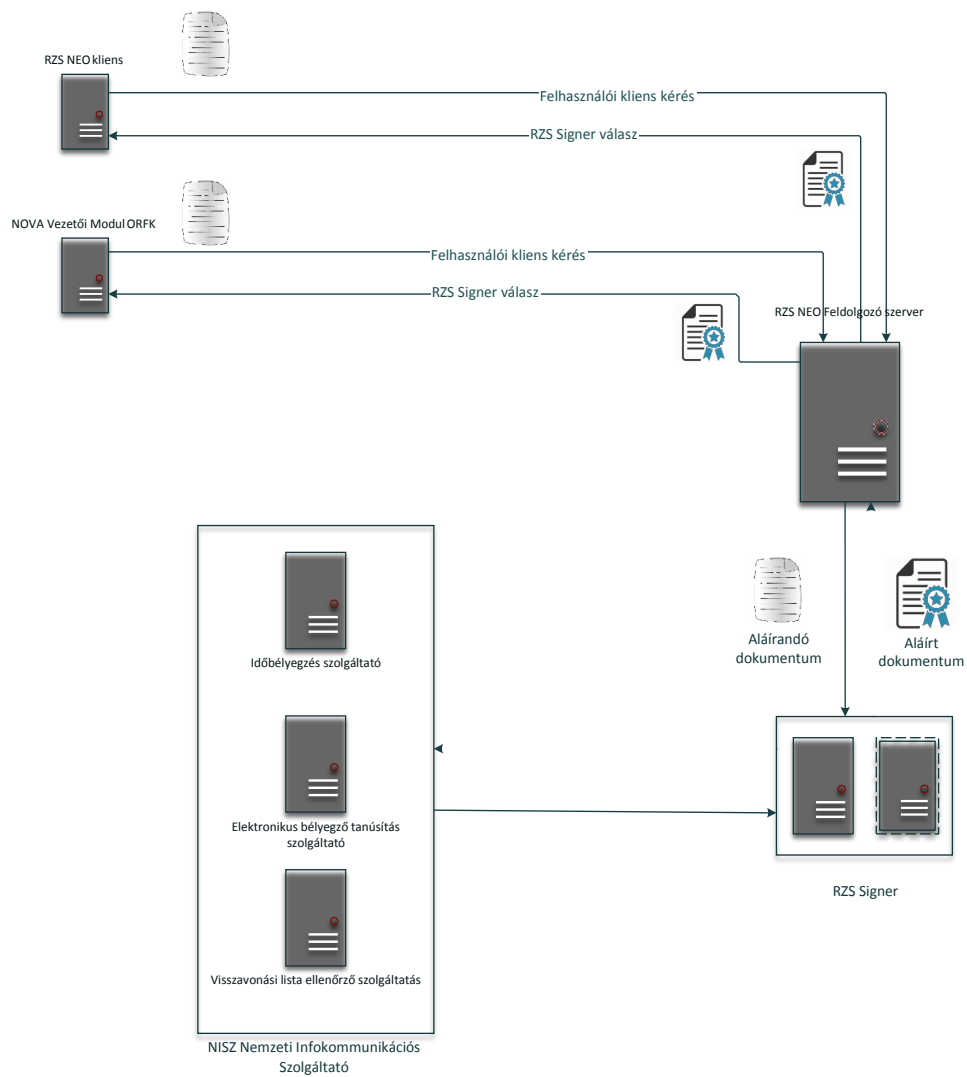 RZS NEO kliens
Felhasználói kliens kérés
RZS Signer válasz
NOVA Vezetői Modul ORFK
Felhasználói kliens kérés
RZS Signer válasz
RZS NEO Feldolgozó szerver
Aláírandó
dokumentum
Aláírt
dokumentum
Időbélyegzés szolgáltató
Elektronikus bélyegző tanúsítás
szolgáltató
RZS Signer
Visszavonási lista ellenőrző szolgáltatás
NISZ Nemzeti Infokommunikációs
Szolgáltató